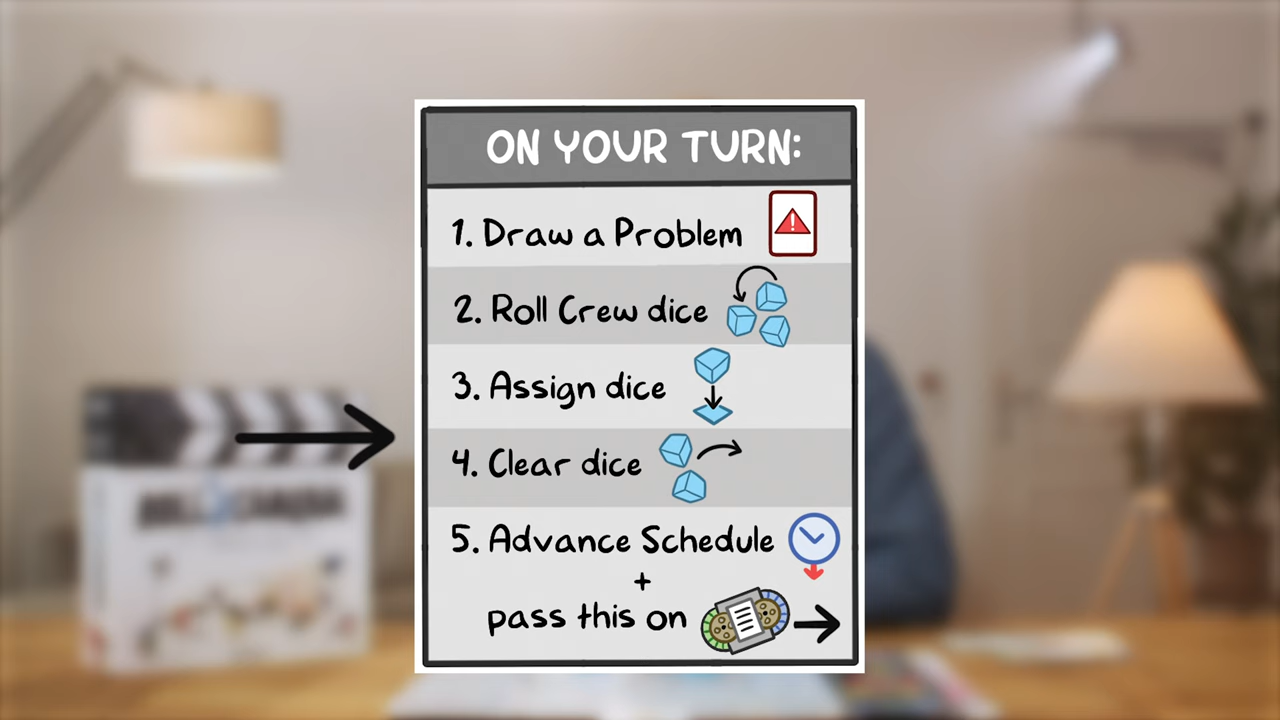 ON YOUR TURN:
1. Draw a Problem
2. Roll Crew dice
3. Assign dice
4. Clear dice
5. Advance Schedule
+
pass this on